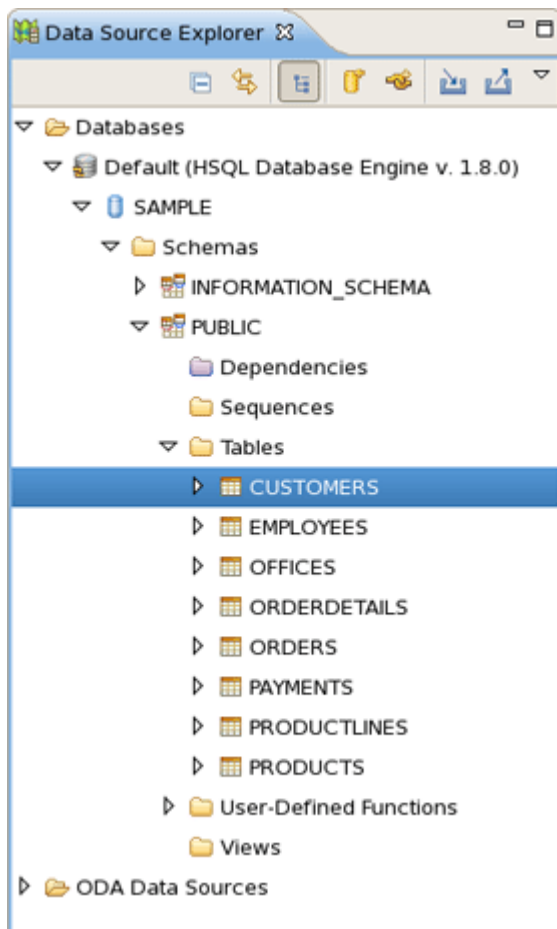 Data Source Explorer
Databases
Default (HSQL Database Engine v. 1.8.0)
SAMPLE
Schemas
INFORMATION_SCHEMA
PUBLIC
Dependencies
Sequences
Tables
CUSTOMERS
EMPLOYEES
OFFICES
ORDERDETAILS
ORDERS
PAYMENTS
PRODUCTLINES
PRODUCTS
User-Defined Functions
Views
ODA Data Sources